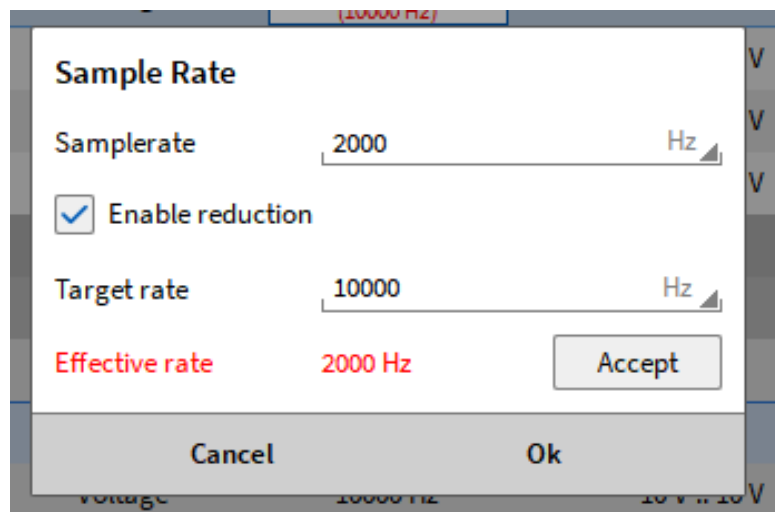 (10000 Hz)
V
Sample Rate
V
Samplerate 2000 Hz
V
Enable reduction
Target rate 10000 Hz
Effective rate 2000 Hz Accept
Cancel Ok
Voltage 10000 Hz 10 V .. 10 V